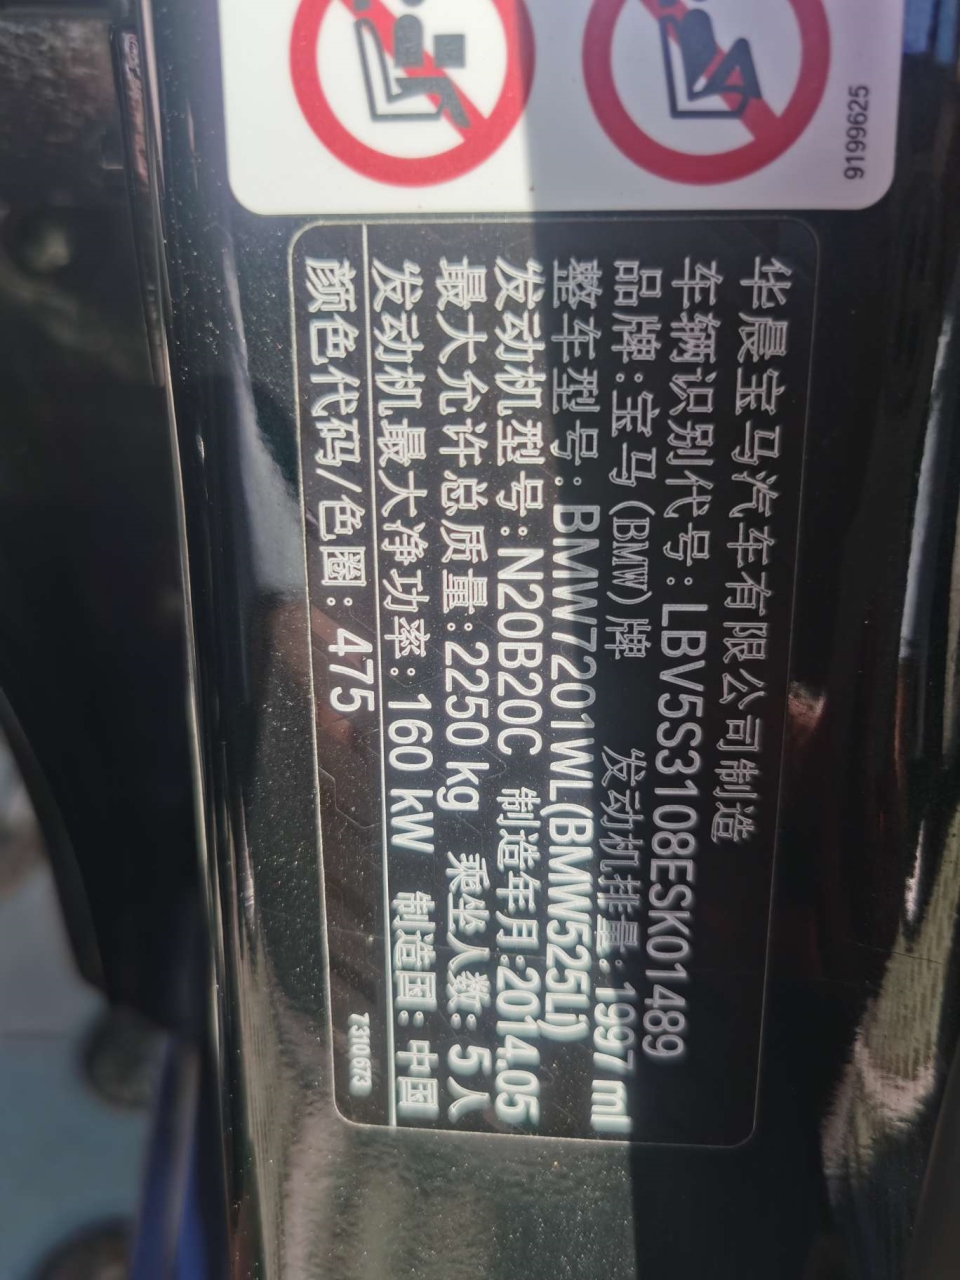 9199625
华晨宝马汽车有限公司制造
车辆识别代号:LBV5S3108ESK01489
品牌:宝马(BMW)牌 发动机排量:1997 ml
整车型号:BMW7201WL(BMW525Li)
发动机型号:N20B20C 制造年月:2014.05
最大允许总质量:2250 kg 乘坐人数:5人
发动机最大净功率:160 kW 制造国:中国
颜色代码/色圈:475
7310673